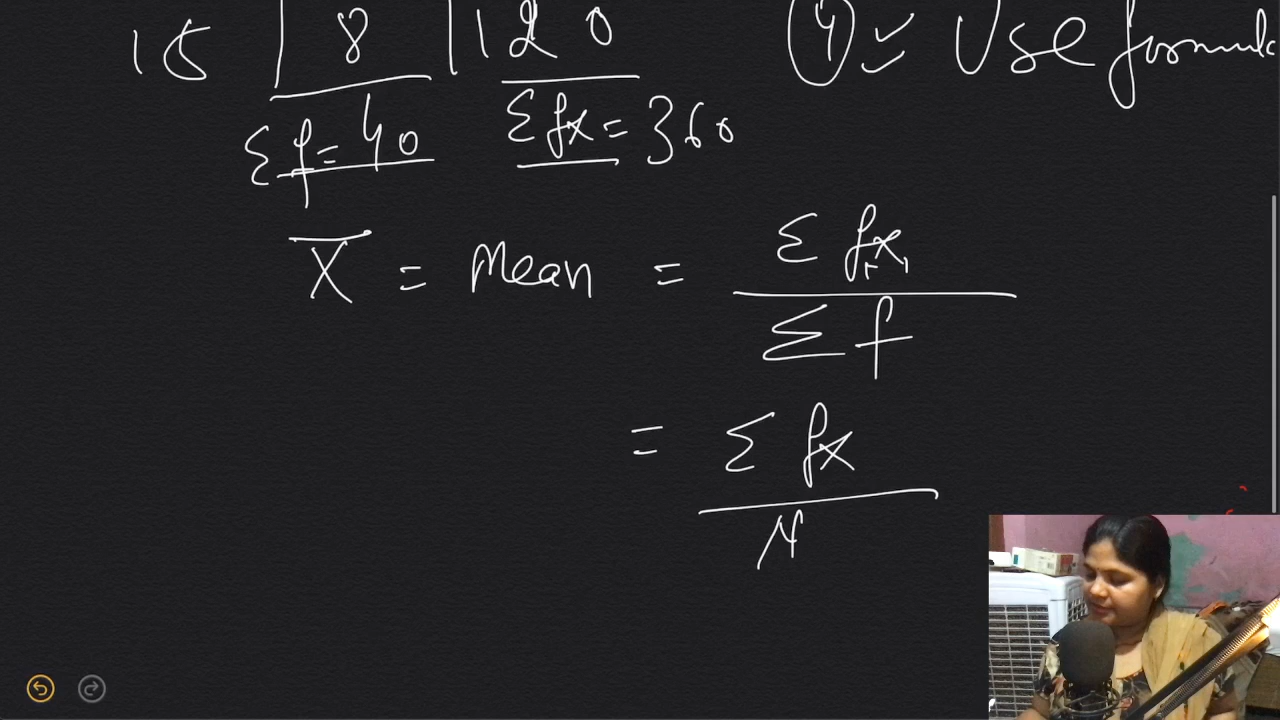 15 | 8 | 120 ④ Use formula
Σf = 40 Σfx = 360
X̄ = Mean = Σfx / Σf
= Σfx / N